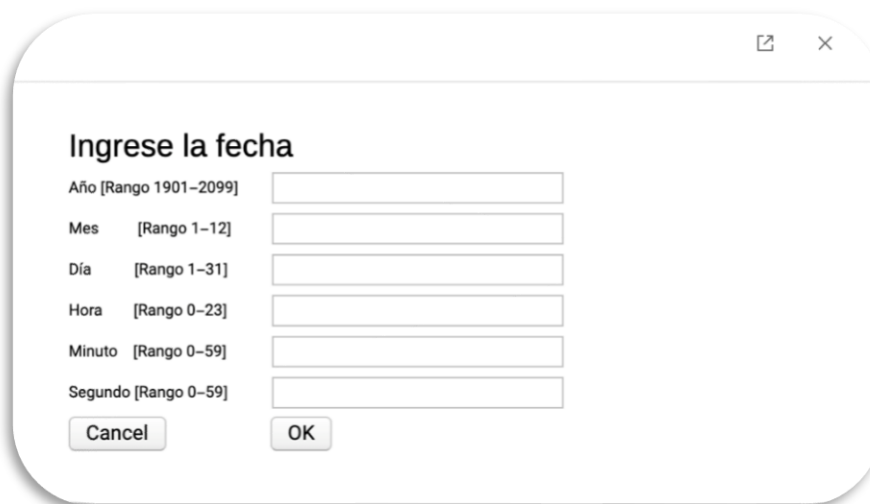 Ingrese la fecha
Año [Rango 1–2099]
Mes [Rango 1–12]
Día [Rango 1–31]
Hora [Rango 0–23]
Minuto [Rango 0–59]
Segundo [Rango 0–59]
Cancel OK